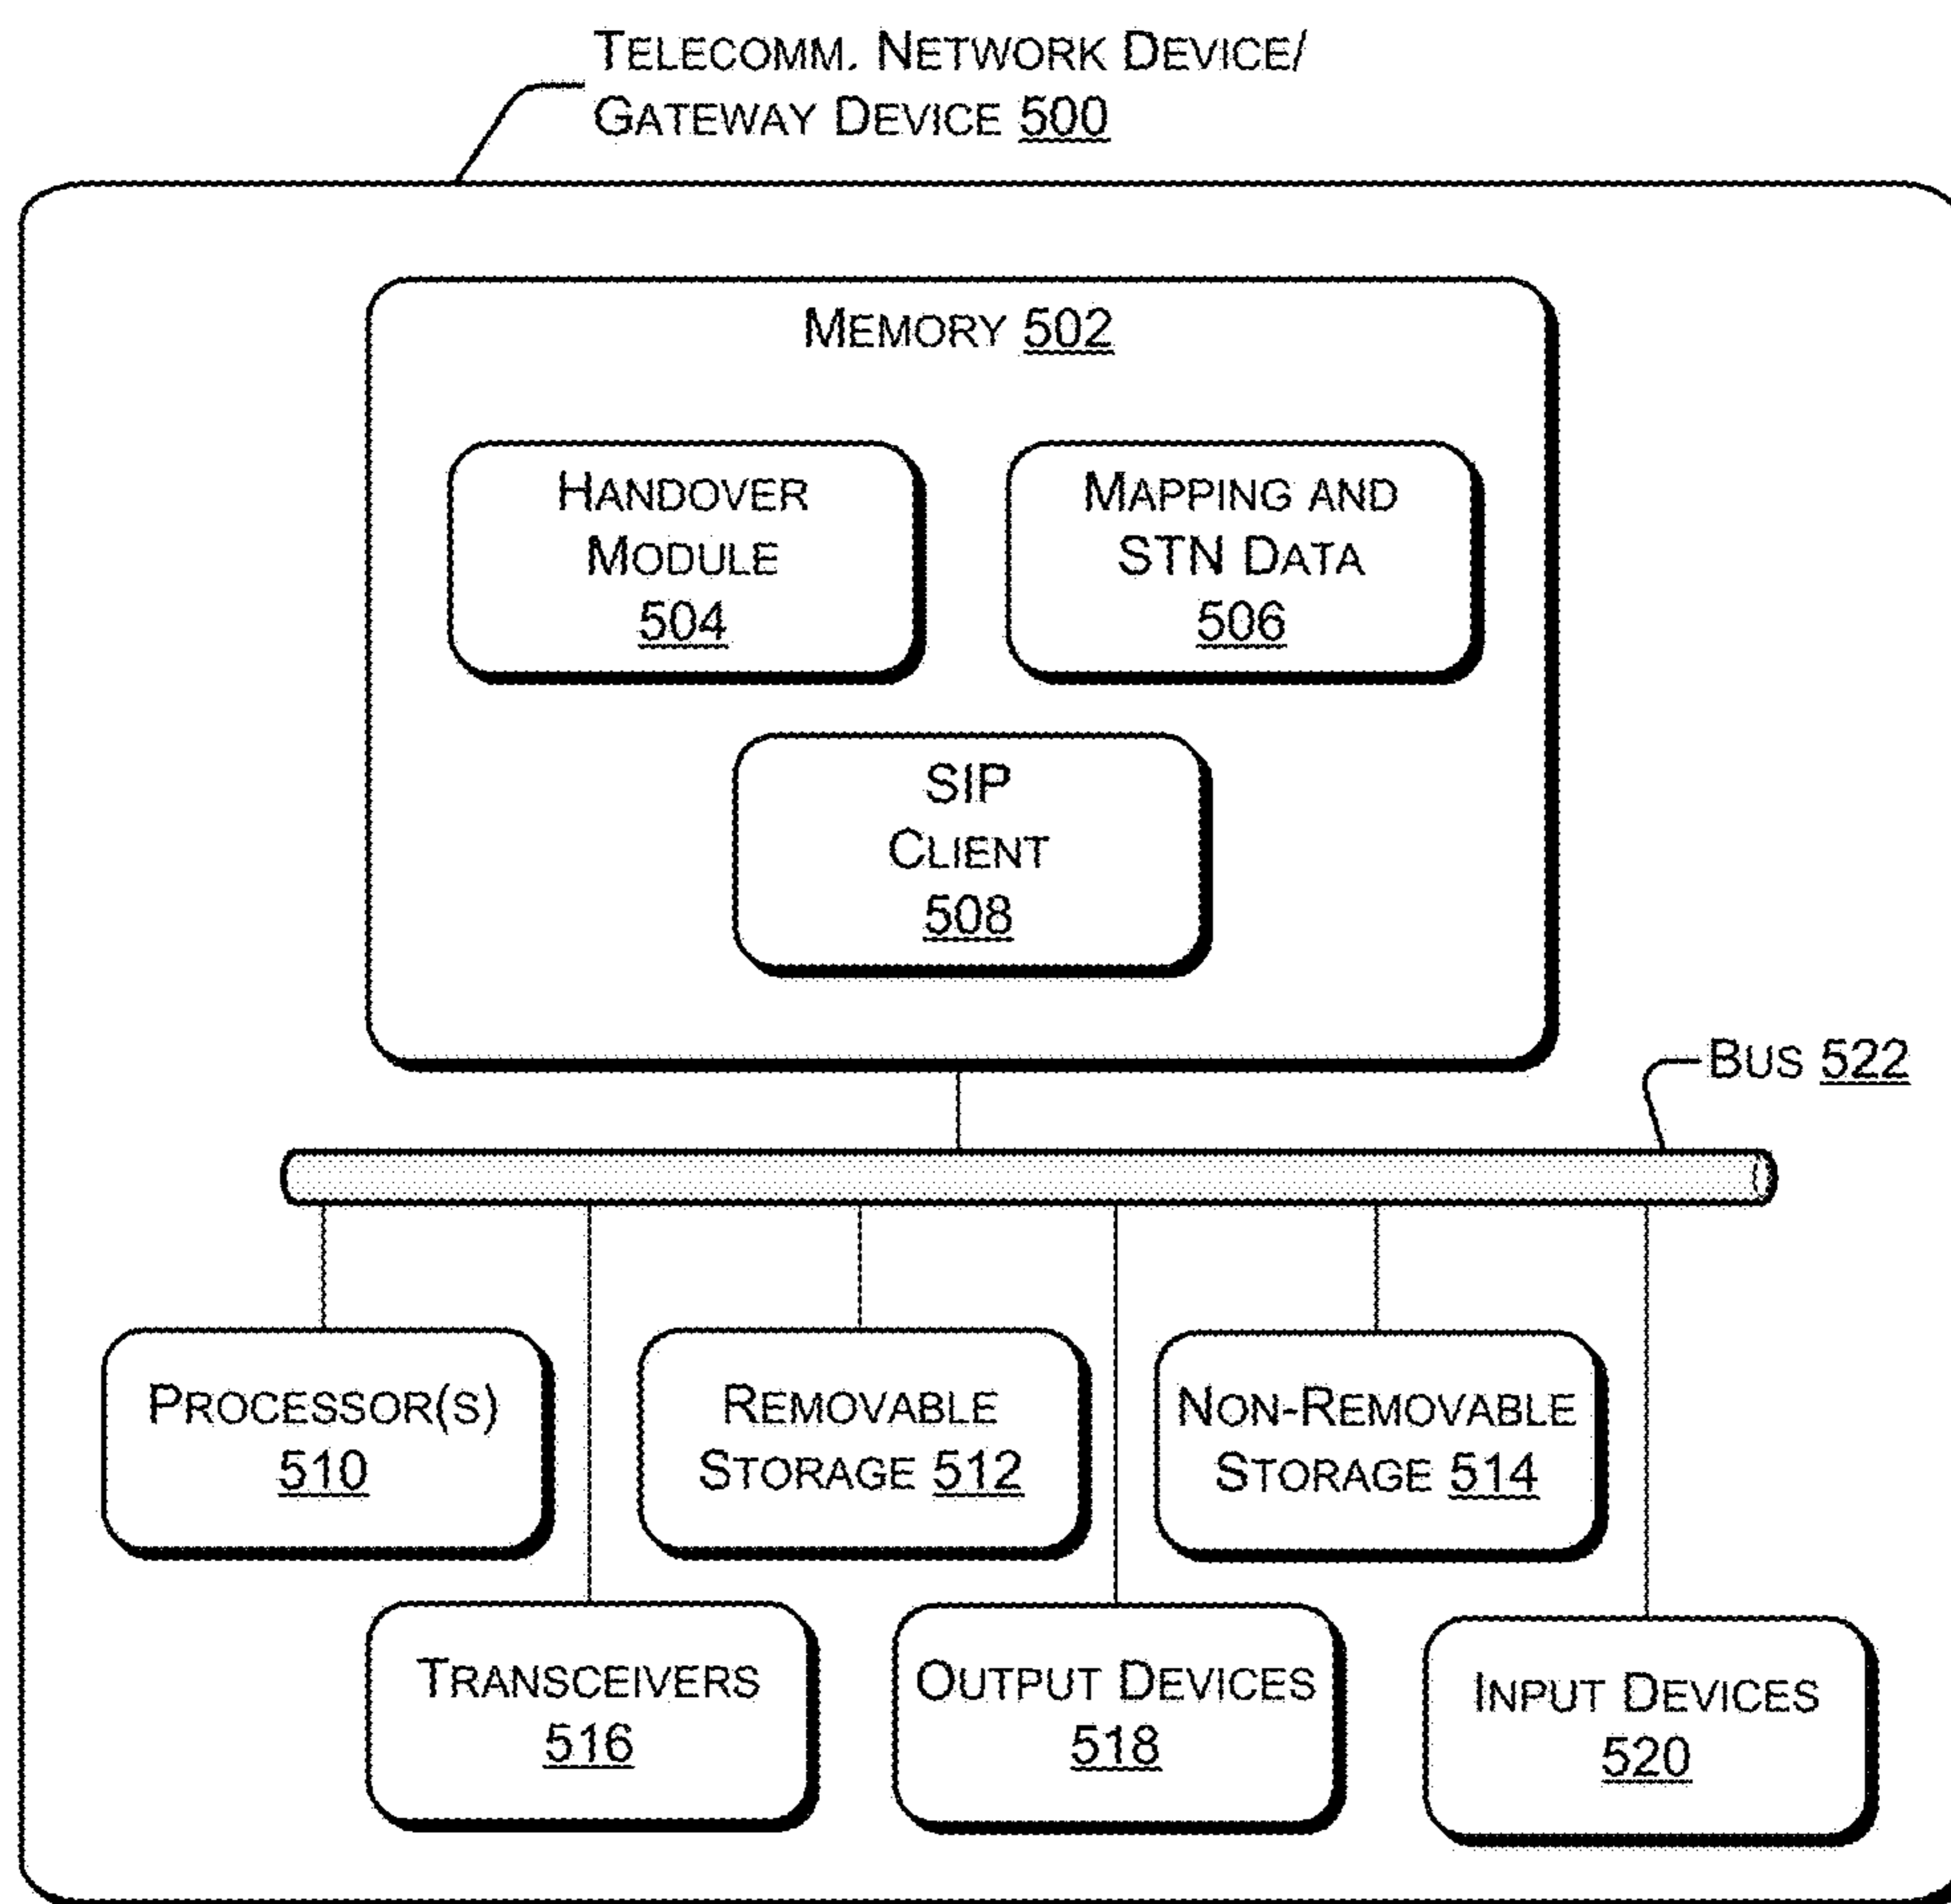 TELECOMM. NETWORK DEVICE/
GATEWAY DEVICE 500
MEMORY 502
HANDOVER
MODULE
504
MAPPING AND
STN DATA
506
SIP
CLIENT
508
BUS 522
PROCESSOR(S)
510
REMOVABLE
STORAGE 512
NON-REMOVABLE
STORAGE 514
TRANSCEIVERS
516
OUTPUT DEVICES
518
INPUT DEVICES
520